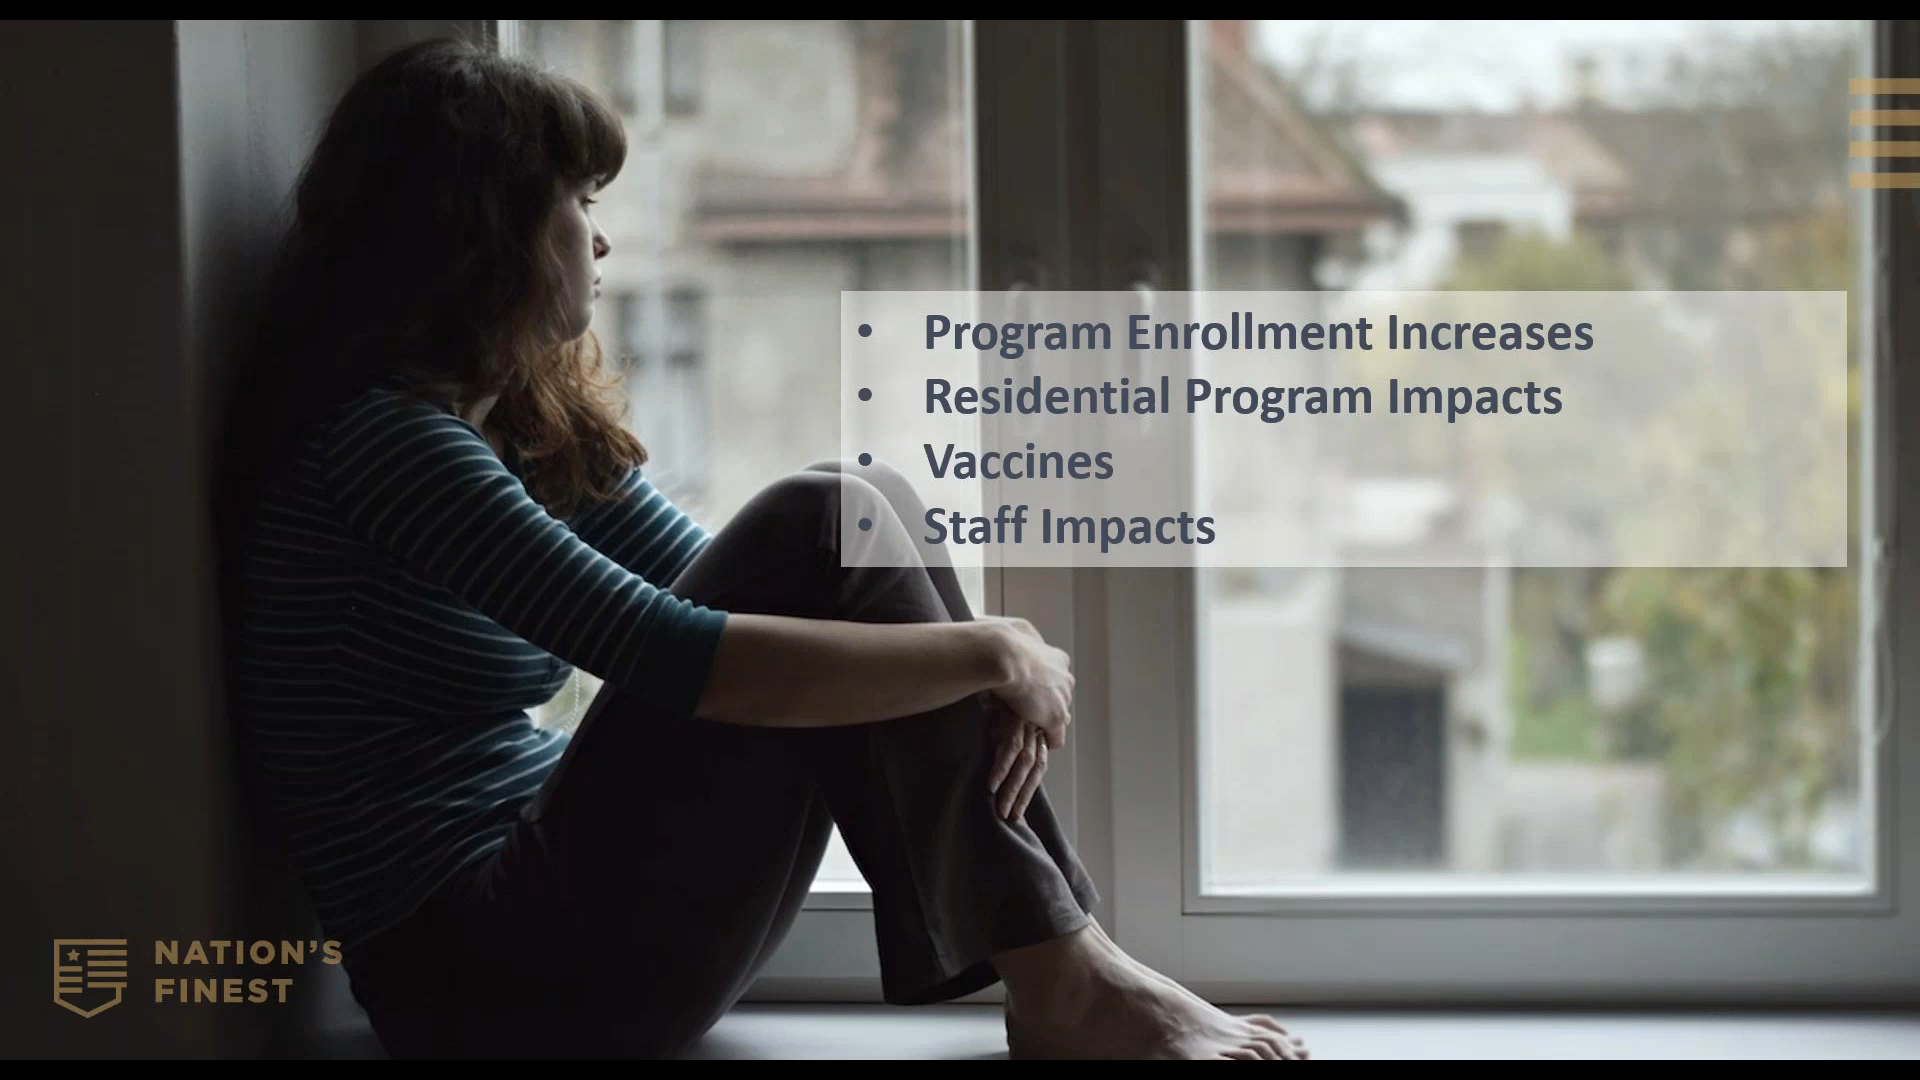 • Program Enrollment Increases
• Residential Program Impacts
• Vaccines
• Staff Impacts
NATION'S
FINEST